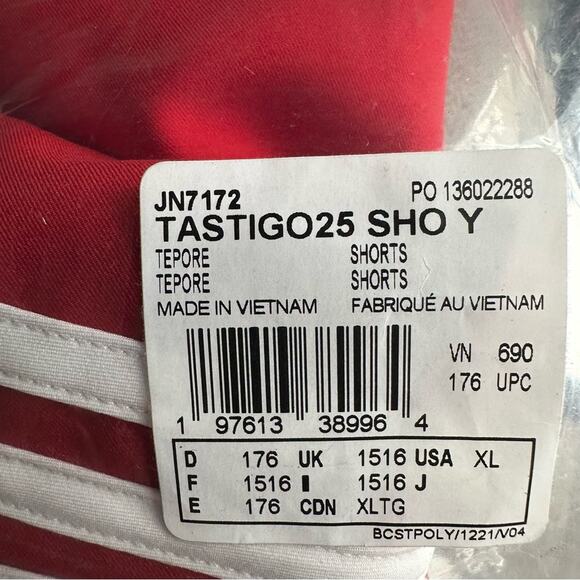 JN7172 PO 136022288
TASTIGO25 SHO Y
TEPORE SHORTS
TEPORE SHORTS
MADE IN VIETNAM FABRIQUÉ AU VIETNAM
VN 690
176 UPC
1 97613 38996 4
D 176 UK 1516 USA XL
F 1516 I 1516 J
E 176 CDN XLTG
BCSTPOLY/1221/V04